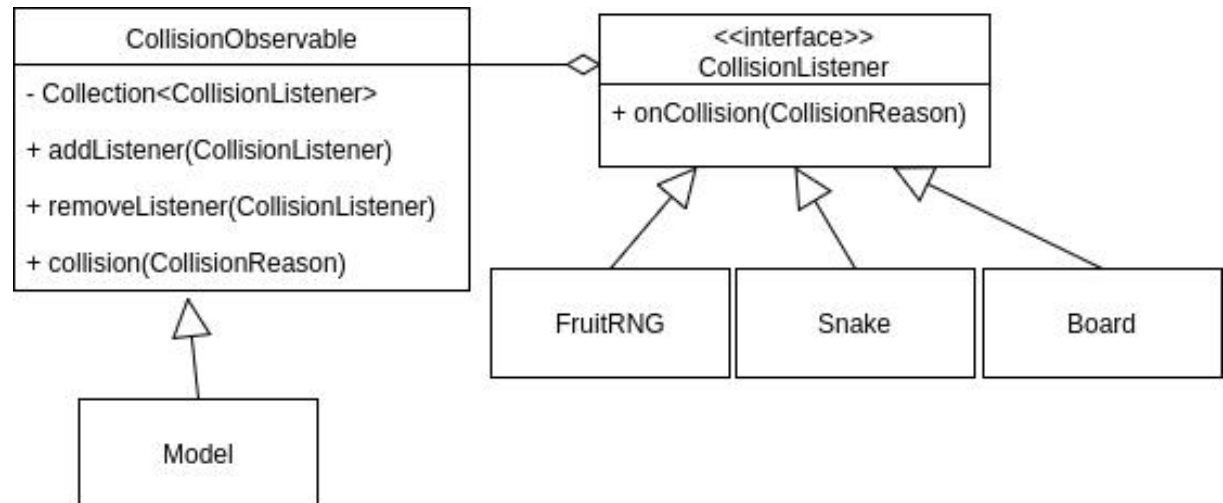 CollisionObservable
- Collection<CollisionListener>
+ addListener(CollisionListener)
+ removeListener(CollisionListener)
+ collision(CollisionReason)
<<interface>>
CollisionListener
+ onCollision(CollisionReason)
FruitRNG
Snake
Board
Model